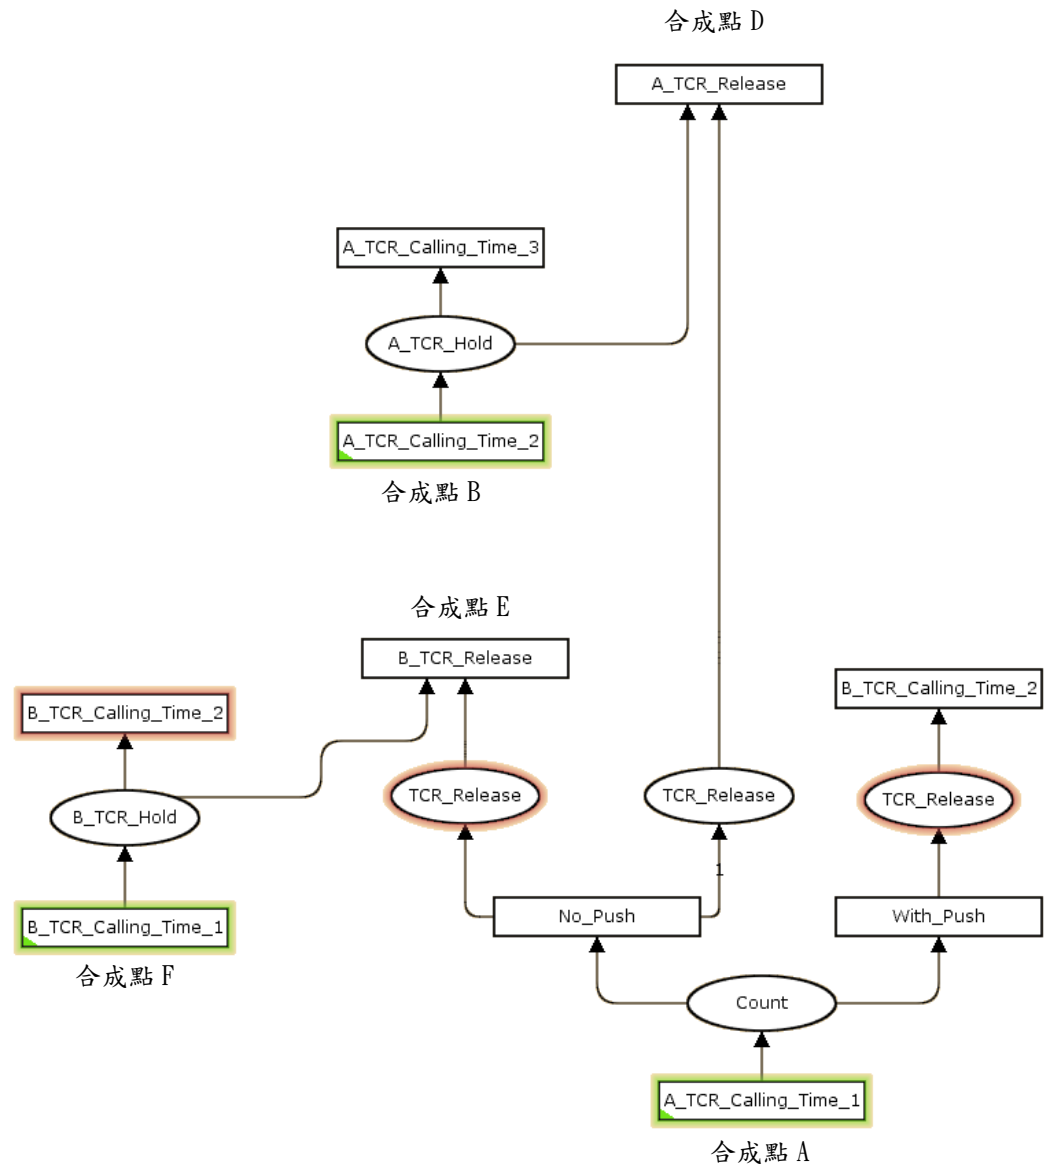 合成點 D
A_TCR_Release
A_TCR_Calling_Time_3
A_TCR_Hold
A_TCR_Calling_Time_2
合成點 B
合成點 E
B_TCR_Release
B_TCR_Calling_Time_2
B_TCR_Calling_Time_2
TCR_Release
TCR_Release
TCR_Release
B_TCR_Hold
1
B_TCR_Calling_Time_1
No_Push
With_Push
合成點 F
Count
A_TCR_Calling_Time_1
合成點 A